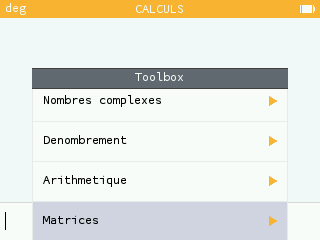 deg CALCULS
Toolbox
Nombres complexes
Denombrement
Arithmetique
Matrices